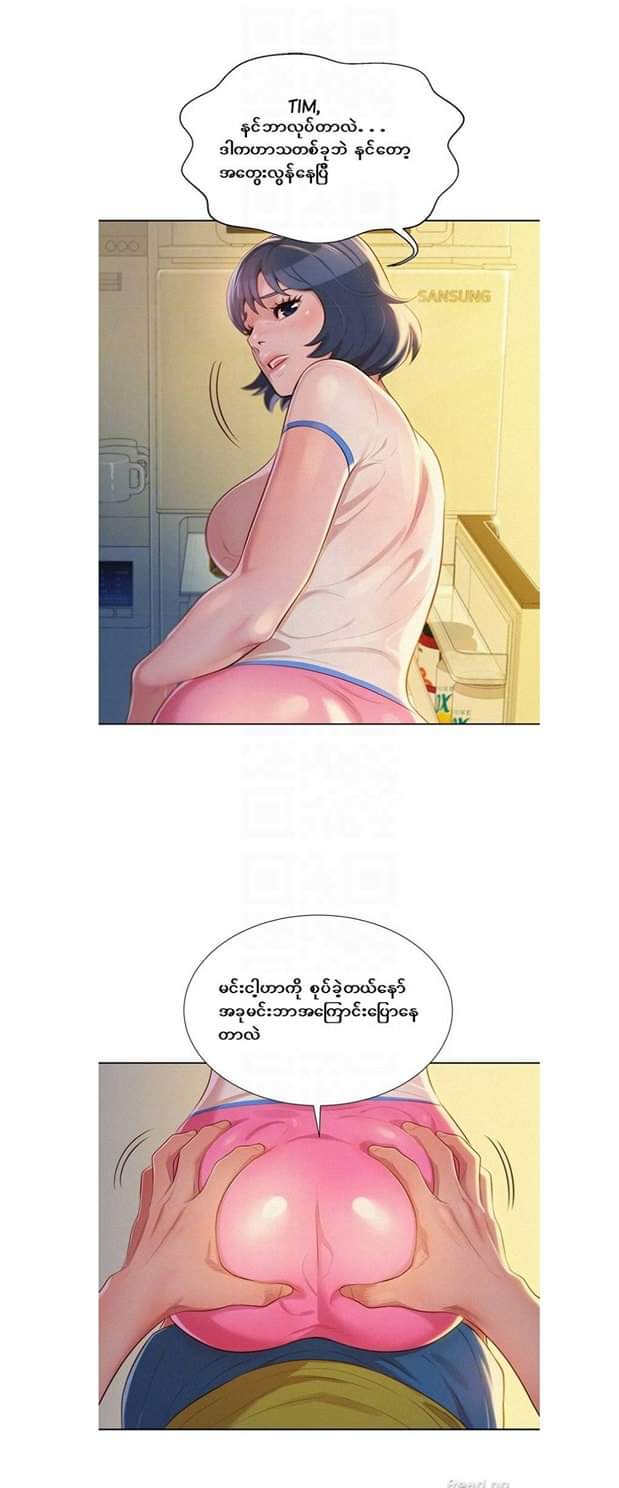 TIM,
နင်ဘာလုပ်တာလဲ...
ဒါကဟာသတစ်ခုဘဲ နင်တော့
အတွေးလွန်နေပြီ
SANSUNG
မင်းငါ့ဟာကို စုပ်ခဲ့တယ်နော်
အခုမင်းဘာအကြောင်းပြောနေ
တာလဲ